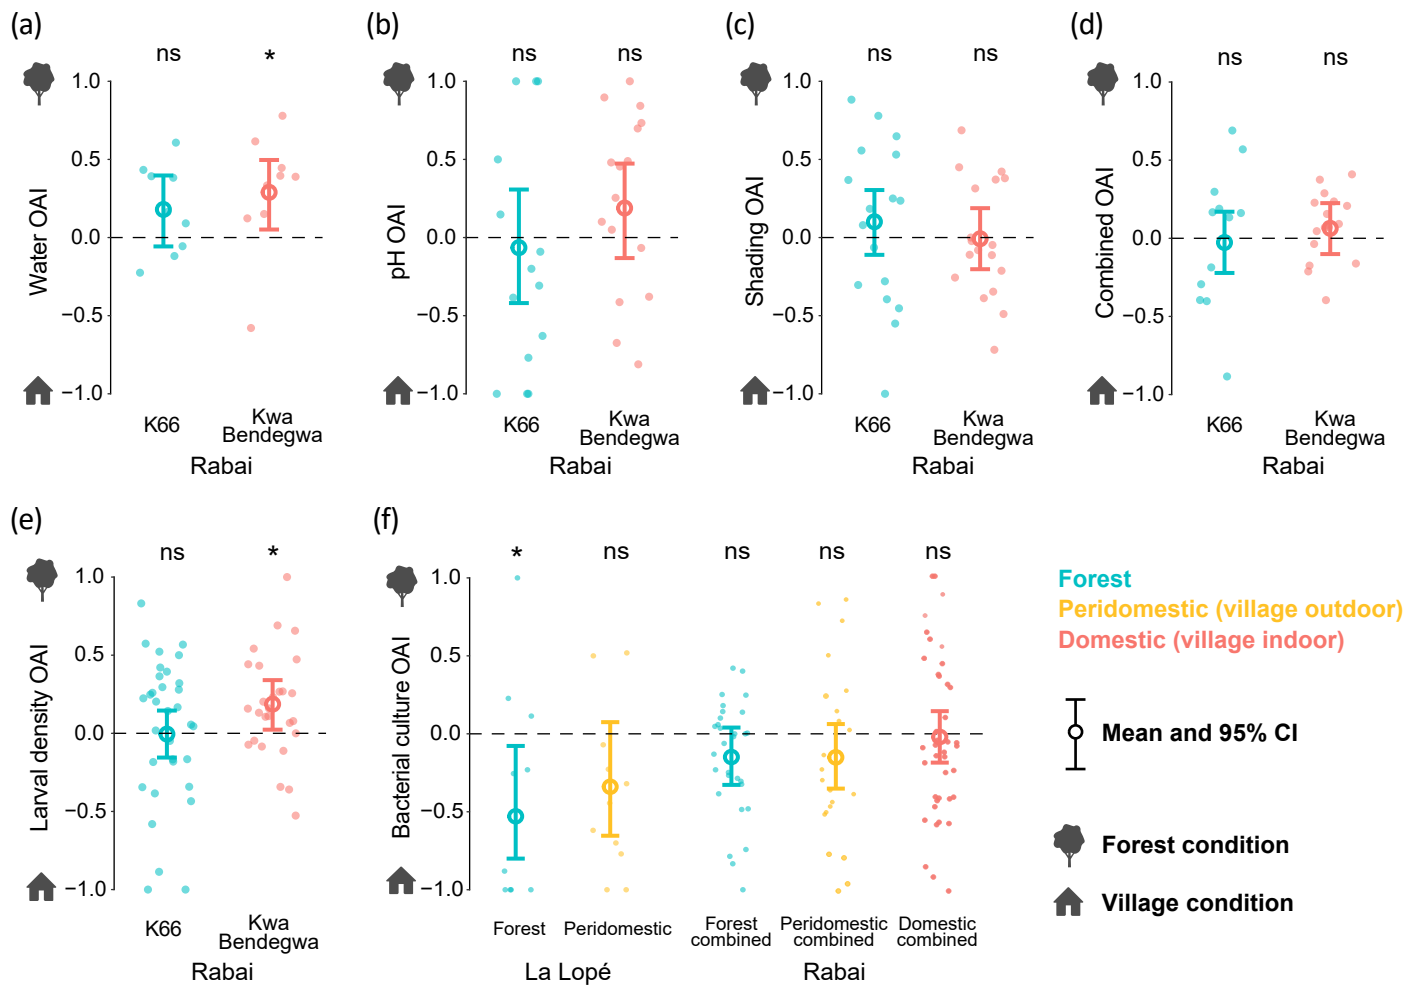 (a)
ns
*
Water OAI
1.0
0.5
0.0
−0.5
−1.0
K66
Kwa
Bendegwa
Rabai
(b)
ns
ns
pH OAI
1.0
0.5
0.0
−0.5
−1.0
K66
Kwa
Bendegwa
Rabai
(c)
ns
ns
Shading OAI
1.0
0.5
0.0
−0.5
−1.0
K66
Kwa
Bendegwa
Rabai
(d)
ns
ns
Combined OAI
1.0
0.5
0.0
−0.5
−1.0
K66
Kwa
Bendegwa
Rabai
(e)
ns
*
Larval density OAI
1.0
0.5
0.0
−0.5
−1.0
K66
Kwa
Bendegwa
Rabai
(f)
*
ns
ns
ns
ns
Bacterial culture OAI
1.0
0.5
0.0
−0.5
−1.0
Forest
Peridomestic
Forest
combined
Peridomestic
combined
Domestic
combined
La Lopé
Rabai
Forest
Peridomestic (village outdoor)
Domestic (village indoor)
Mean and 95% CI
Forest condition
Village condition